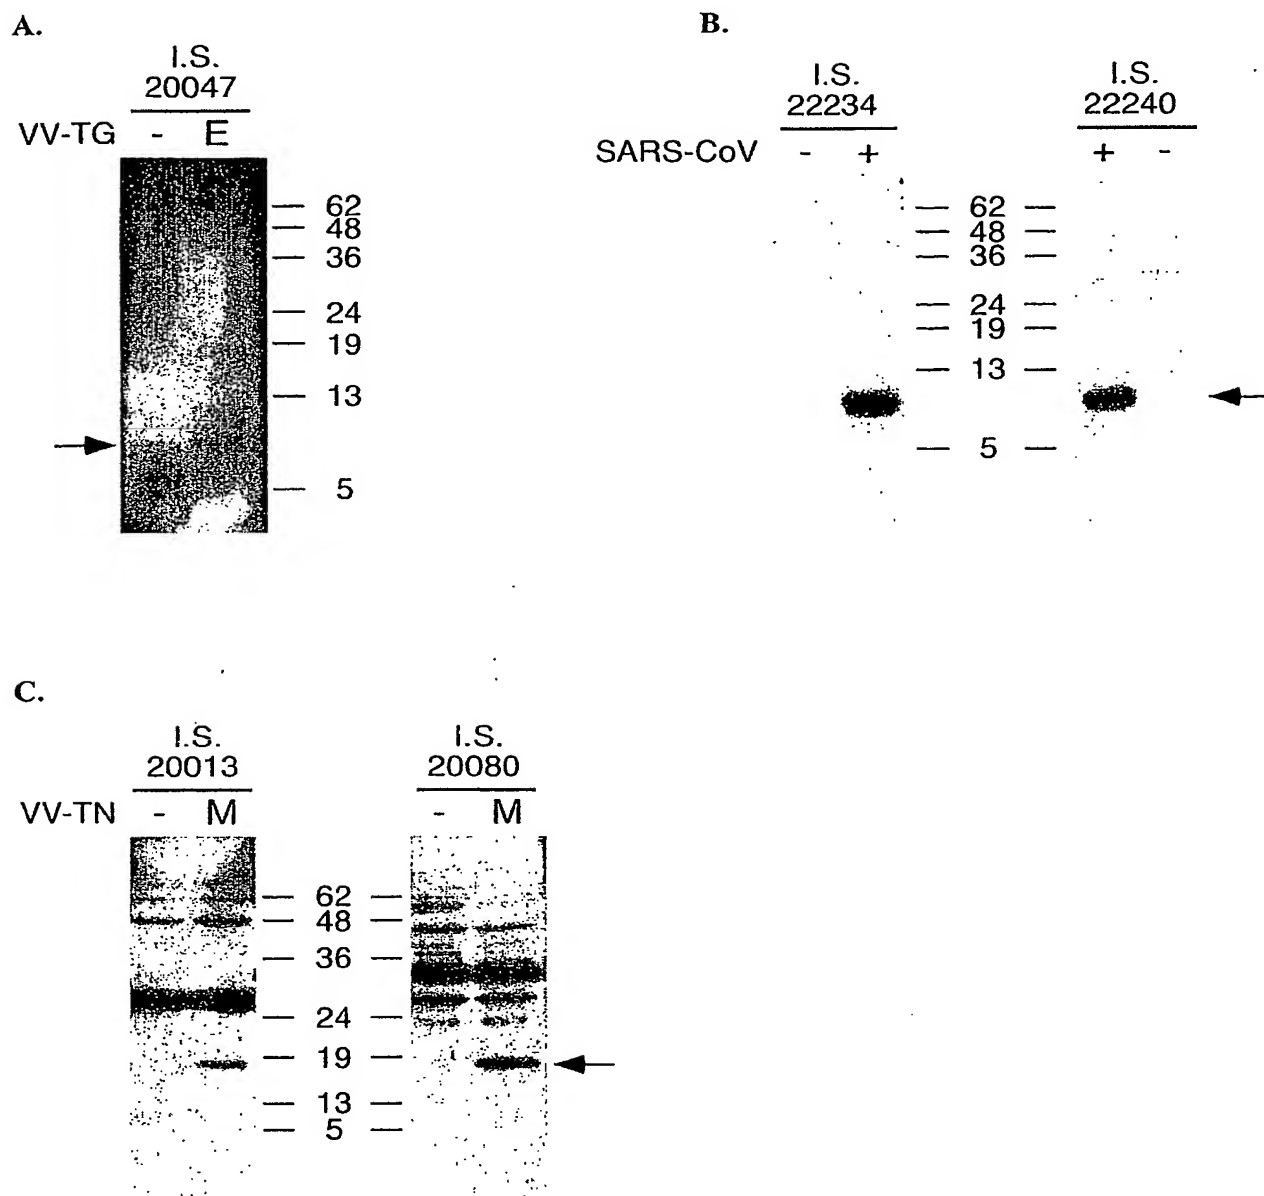 A.
I.S.
20047
VV-TG - E
62
48
36
24
19
13
5
B.
I.S.
22234
I.S.
22240
SARS-CoV - + + -
62
48
36
24
19
13
5
C.
I.S.
20013
I.S.
20080
VV-TN - M - M
62
48
36
24
19
13
5